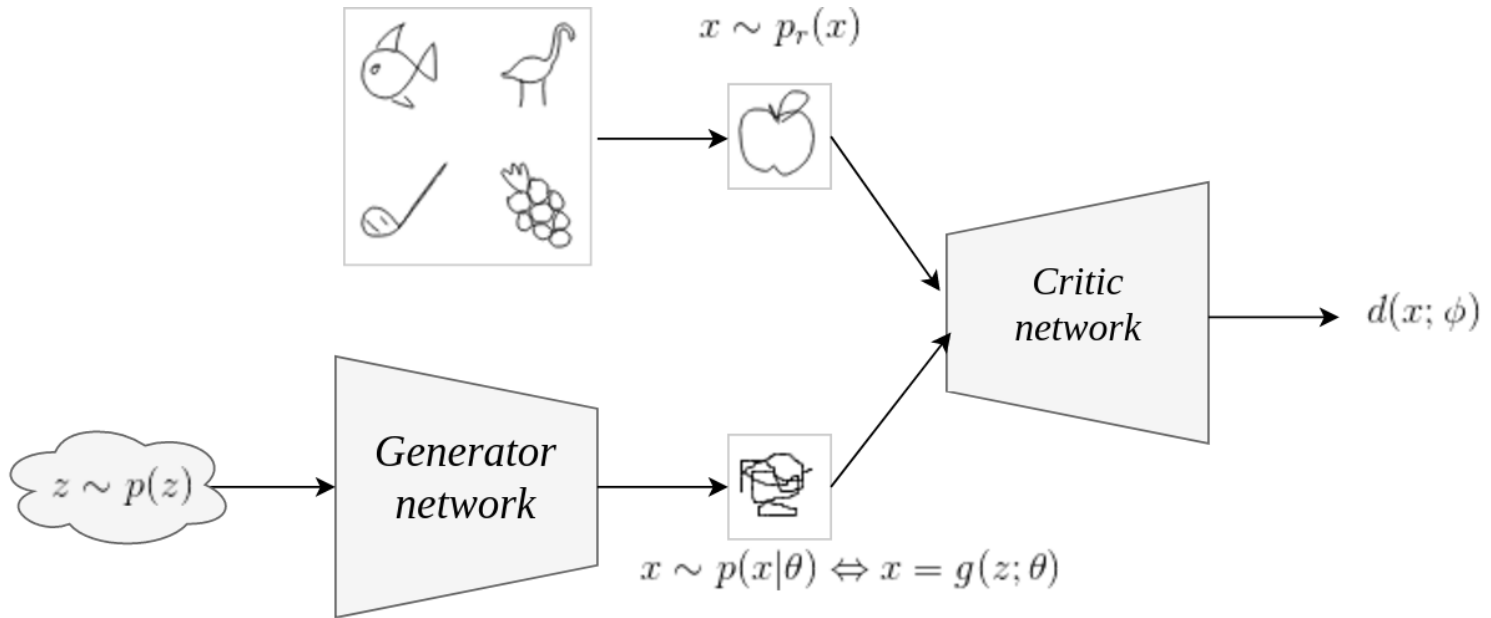 x ∼ p_r(x)
Critic
network
d(x; ϕ)
z ∼ p(z)
Generator
network
x ∼ p(x|θ) ⇔ x = g(z; θ)